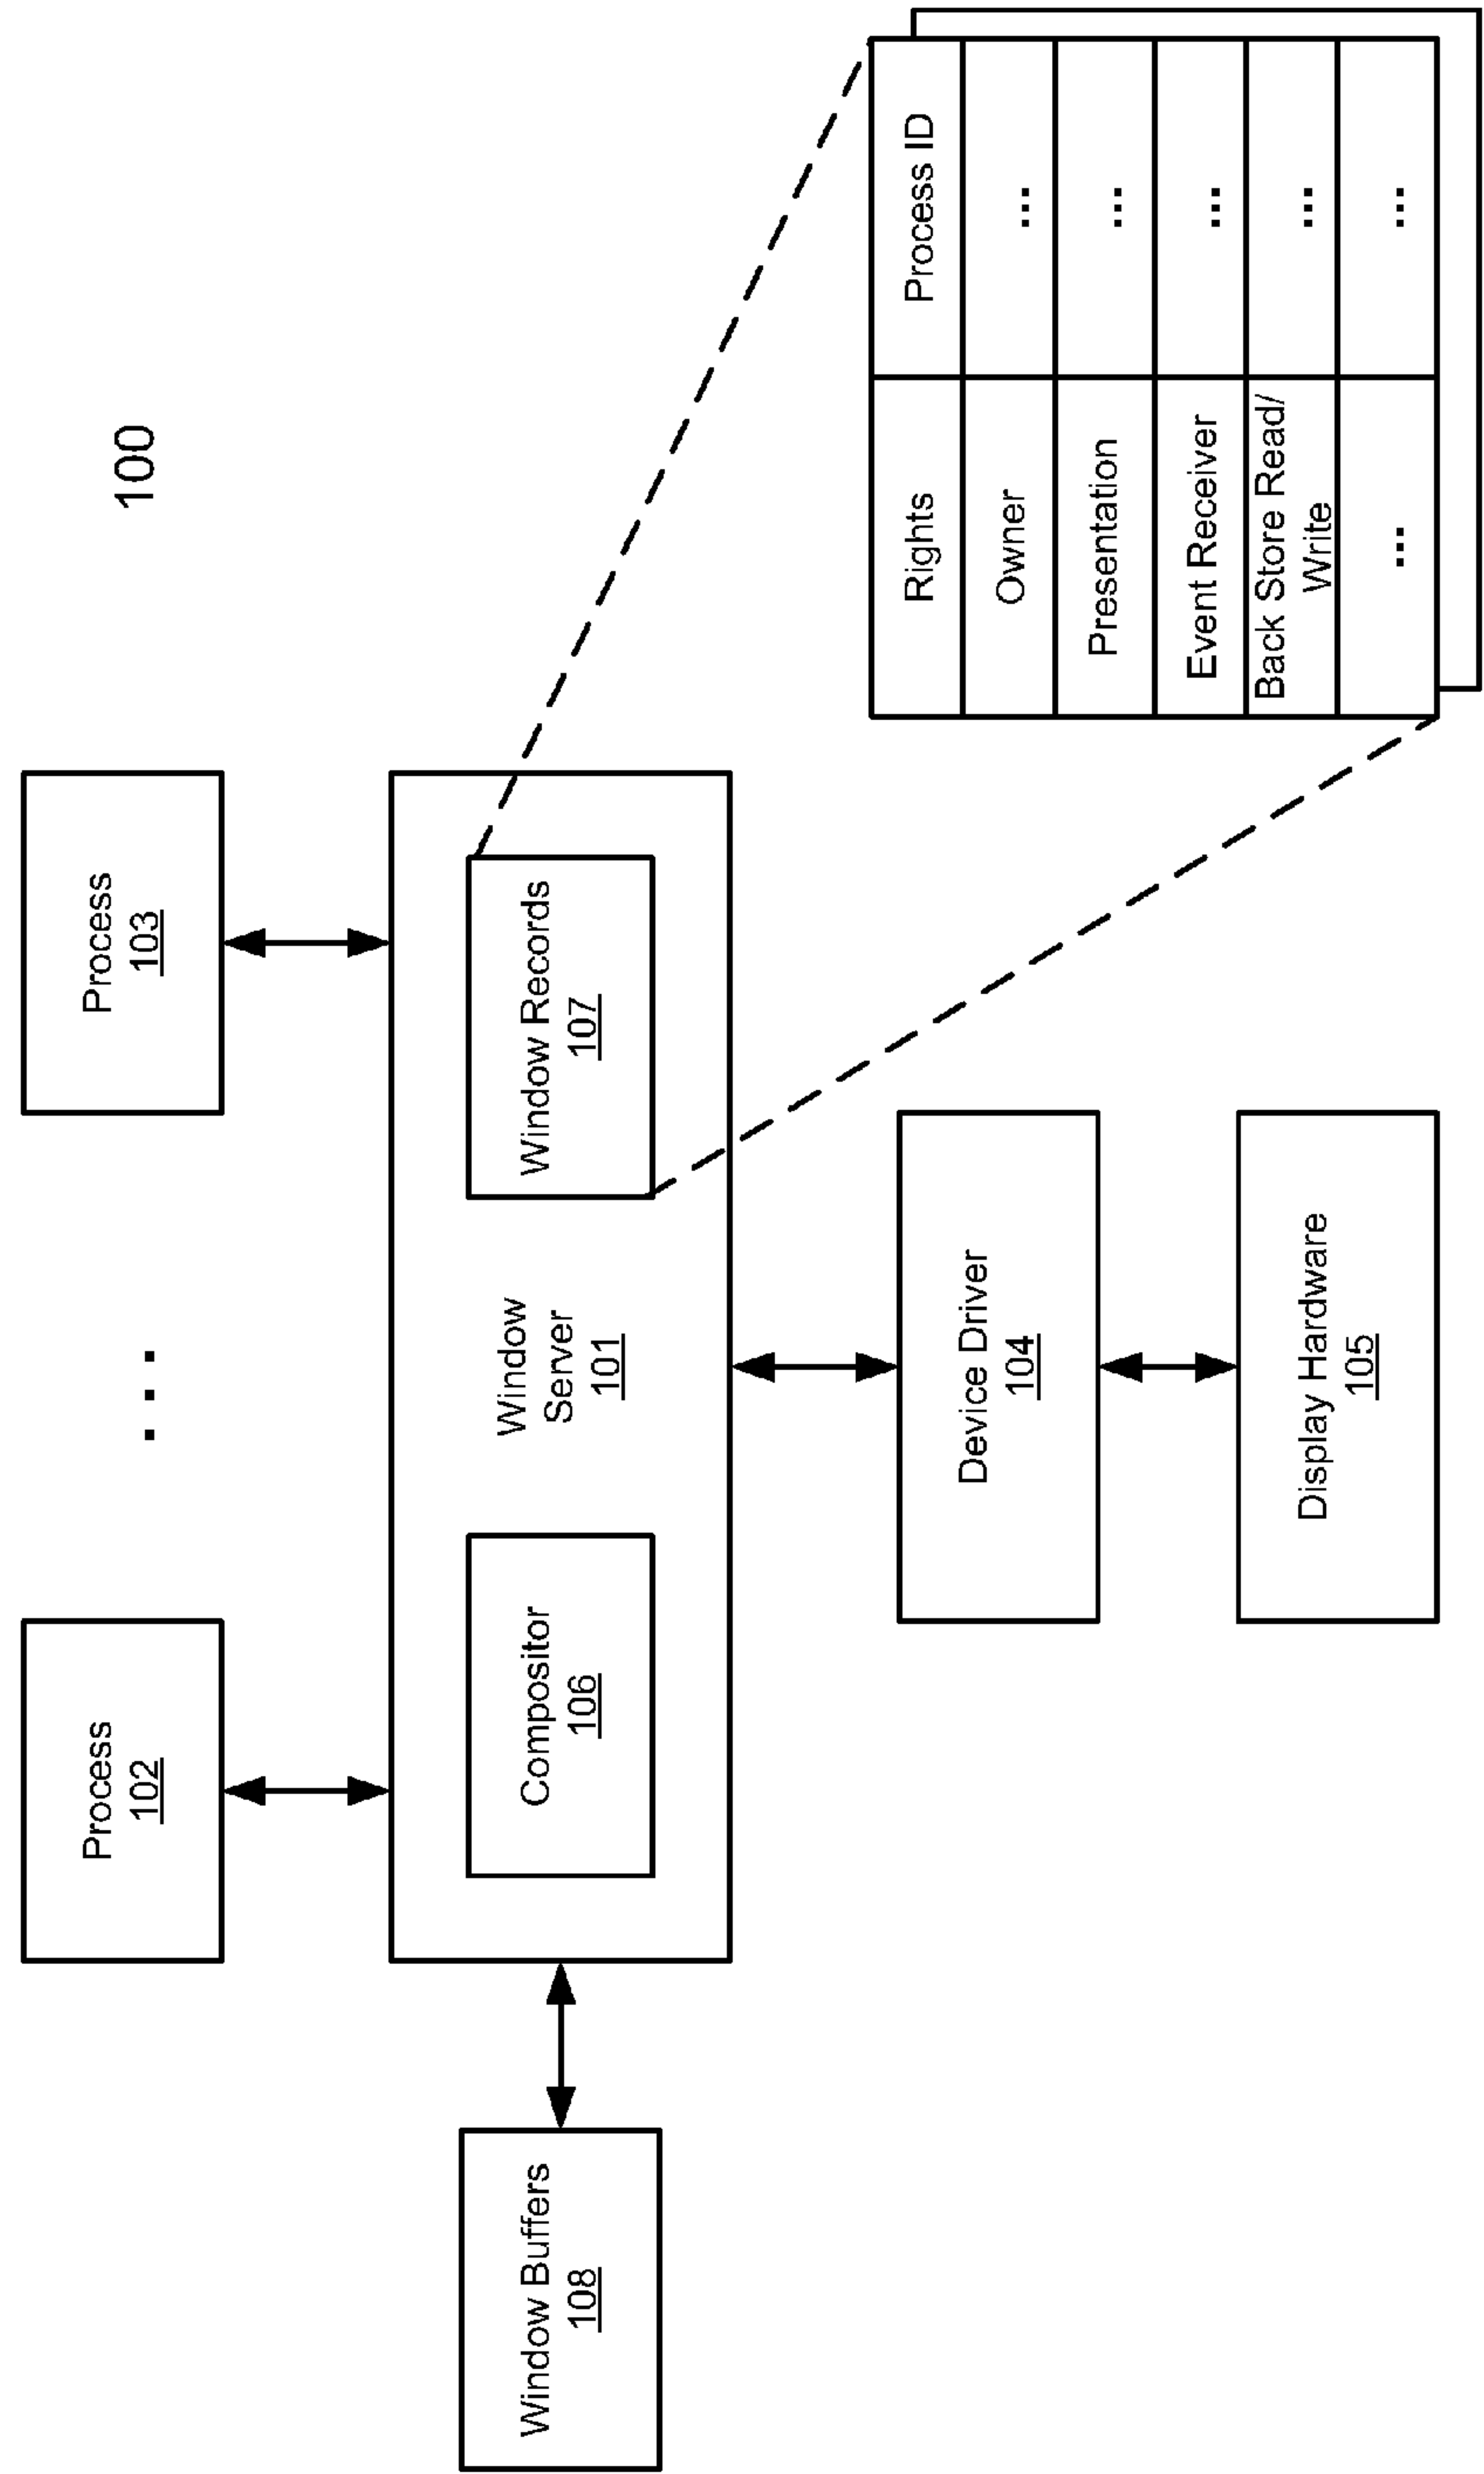 100
Process
102
...
Process
103
Window Buffers
108
Compositor
106
Window
Server
101
Window Records
107
Device Driver
104
Display Hardware
105
Rights
Process ID
Owner
...
Presentation
...
Event Receiver
...
Back Store Read/
Write
...
...
...